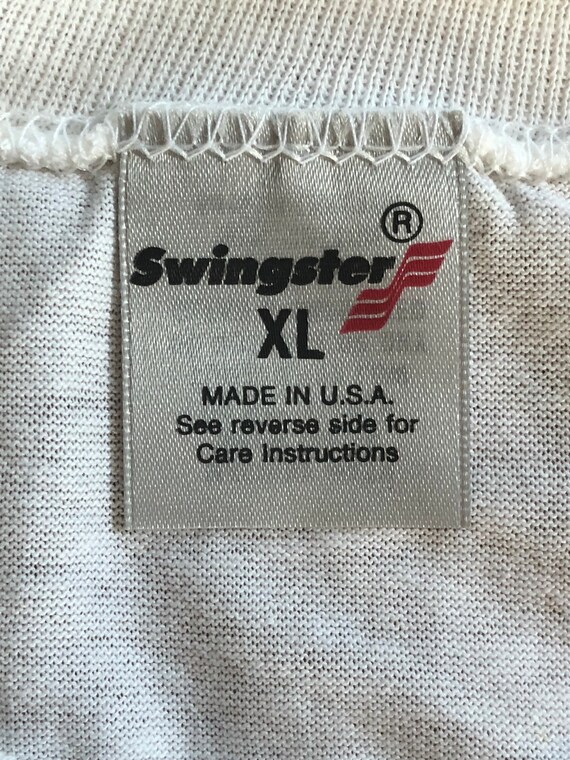 ®
Swingster
XL
MADE IN U.S.A.
See reverse side for
Care Instructions